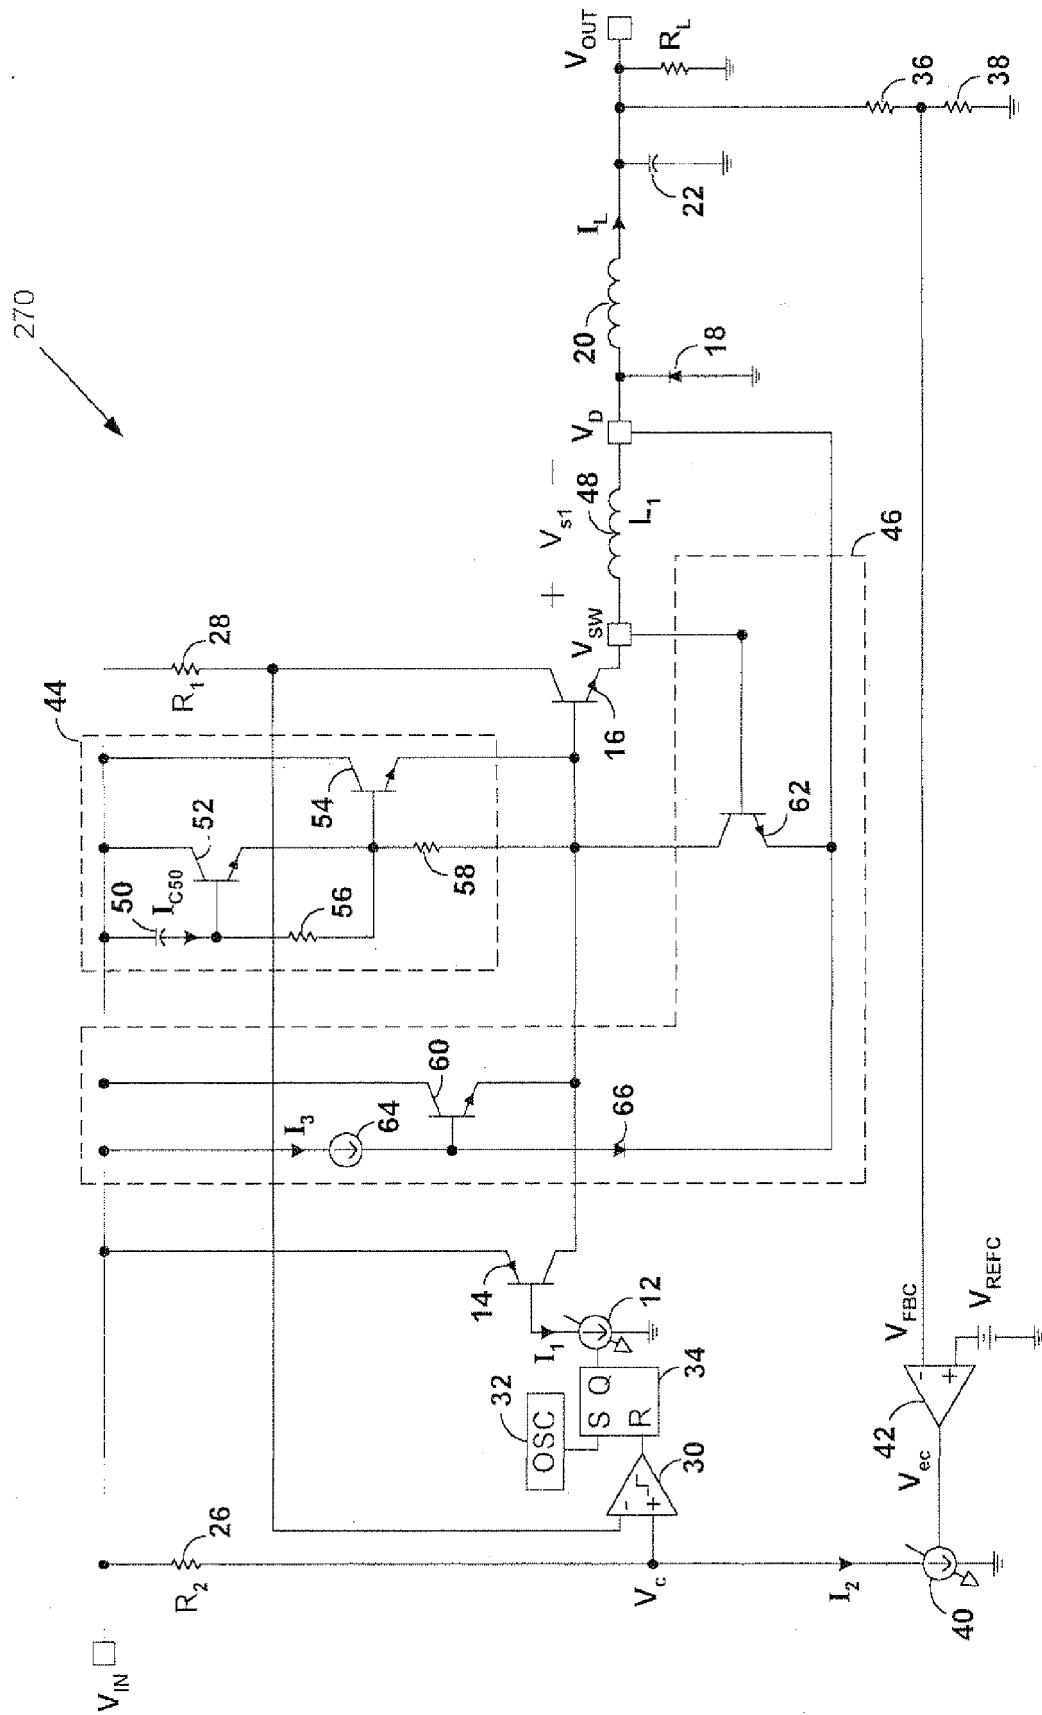 270
V_IN
R_2
26
V_c
I_2
40
OSC
32
S Q
R
34
30
I_1
12
14
I_3
64
60
66
44
50
I_C50
52
56
54
58
R_1
28
16
V_SW
62
46
+ V_s1 −
48
L_1
V_D
18
20
I_L
22
V_OUT
R_L
36
38
V_FBC
V_REFC
- +
42
V_ec
- +